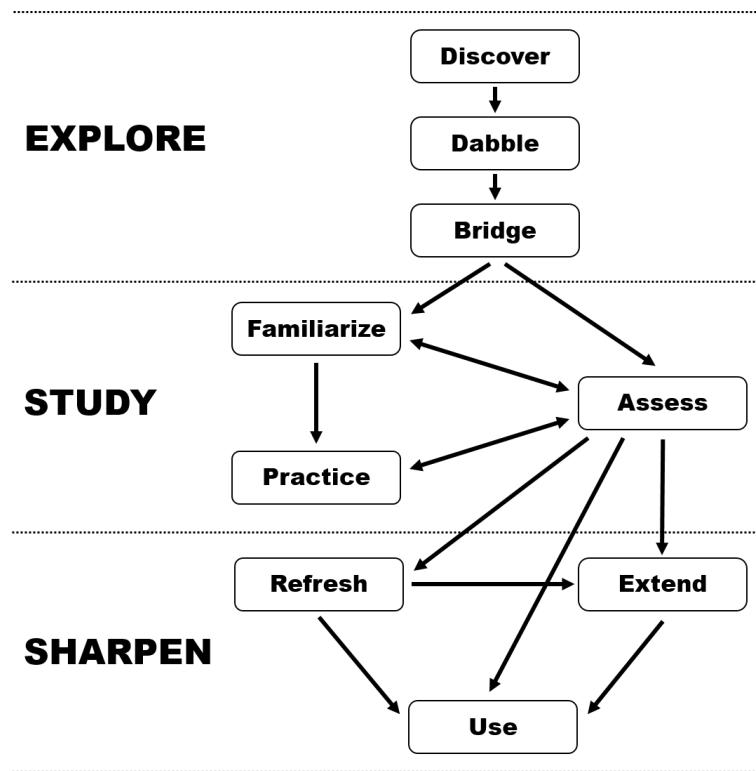 Discover
EXPLORE
Dabble
Bridge
Familiarize
STUDY
Assess
Practice
Refresh
Extend
SHARPEN
Use